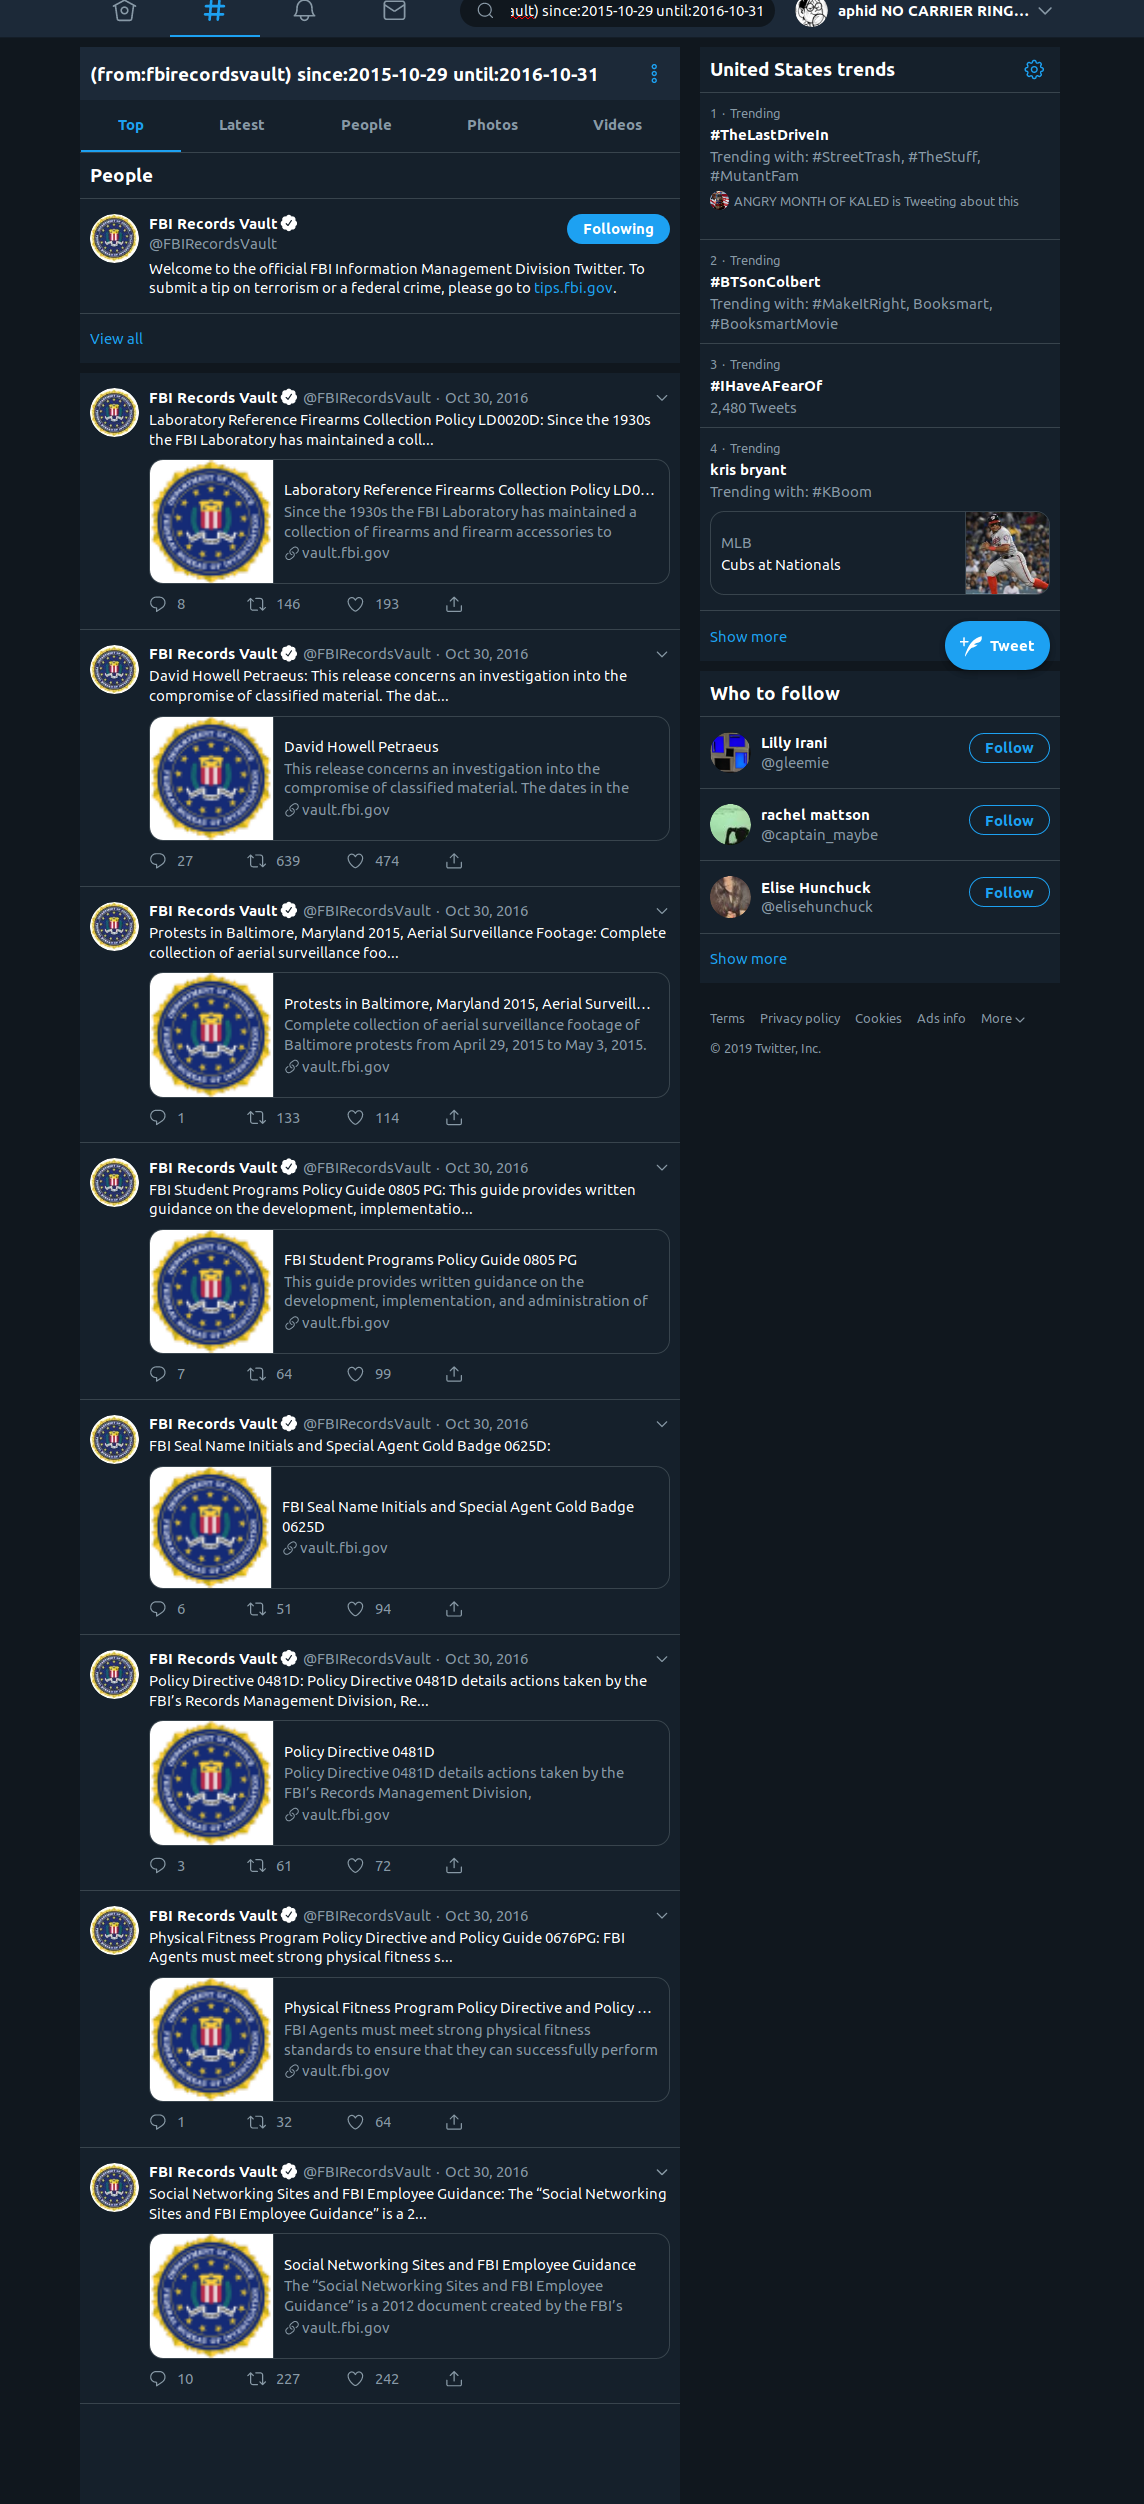 ault) since:2015-10-29 until:2016-10-31
aphid NO CARRIER RING...
(from:fbirecordsvault) since:2015-10-29 until:2016-10-31
Top Latest People Photos Videos
People
FBI Records Vault
@FBIRecordsVault
Following
Welcome to the official FBI Information Management Division Twitter. To
submit a tip on terrorism or a federal crime, please go to tips.fbi.gov.
View all
FBI Records Vault @FBIRecordsVault · Oct 30, 2016
Laboratory Reference Firearms Collection Policy LD0020D: Since the 1930s
the FBI Laboratory has maintained a coll...
Laboratory Reference Firearms Collection Policy LD0...
Since the 1930s the FBI Laboratory has maintained a
collection of firearms and firearm accessories to
vault.fbi.gov
8 146 193
FBI Records Vault @FBIRecordsVault · Oct 30, 2016
David Howell Petraeus: This release concerns an investigation into the
compromise of classified material. The dat...
David Howell Petraeus
This release concerns an investigation into the
compromise of classified material. The dates in the
vault.fbi.gov
27 639 474
FBI Records Vault @FBIRecordsVault · Oct 30, 2016
Protests in Baltimore, Maryland 2015, Aerial Surveillance Footage: Complete
collection of aerial surveillance foo...
Protests in Baltimore, Maryland 2015, Aerial Surveill...
Complete collection of aerial surveillance footage of
Baltimore protests from April 29, 2015 to May 3, 2015.
vault.fbi.gov
1 133 114
FBI Records Vault @FBIRecordsVault · Oct 30, 2016
FBI Student Programs Policy Guide 0805 PG: This guide provides written
guidance on the development, implementatio...
FBI Student Programs Policy Guide 0805 PG
This guide provides written guidance on the
development, implementation, and administration of
vault.fbi.gov
7 64 99
FBI Records Vault @FBIRecordsVault · Oct 30, 2016
FBI Seal Name Initials and Special Agent Gold Badge 0625D:
FBI Seal Name Initials and Special Agent Gold Badge
0625D
vault.fbi.gov
6 51 94
FBI Records Vault @FBIRecordsVault · Oct 30, 2016
Policy Directive 0481D: Policy Directive 0481D details actions taken by the
FBI’s Records Management Division, Re...
Policy Directive 0481D
Policy Directive 0481D details actions taken by the
FBI’s Records Management Division,
vault.fbi.gov
3 61 72
FBI Records Vault @FBIRecordsVault · Oct 30, 2016
Physical Fitness Program Policy Directive and Policy Guide 0676PG: FBI
Agents must meet strong physical fitness s...
Physical Fitness Program Policy Directive and Policy ...
FBI Agents must meet strong physical fitness
standards to ensure that they can successfully perform
vault.fbi.gov
1 32 64
FBI Records Vault @FBIRecordsVault · Oct 30, 2016
Social Networking Sites and FBI Employee Guidance: The “Social Networking
Sites and FBI Employee Guidance” is a 2...
Social Networking Sites and FBI Employee Guidance
The “Social Networking Sites and FBI Employee
Guidance” is a 2012 document created by the FBI’s
vault.fbi.gov
10 227 242
United States trends
1 · Trending
#TheLastDriveIn
Trending with: #StreetTrash, #TheStuff,
#MutantFam
ANGRY MONTH OF KALED is Tweeting about this
2 · Trending
#BTSonColbert
Trending with: #MakeItRight, Booksmart,
#BooksmartMovie
3 · Trending
#IHaveAFearOf
2,480 Tweets
4 · Trending
kris bryant
Trending with: #KBoom
MLB
Cubs at Nationals
Show more
Tweet
Who to follow
Lilly Irani
@gleemie
Follow
rachel mattson
@captain_maybe
Follow
Elise Hunchuck
@elisehunchuck
Follow
Show more
Terms Privacy policy Cookies Ads info More
© 2019 Twitter, Inc.